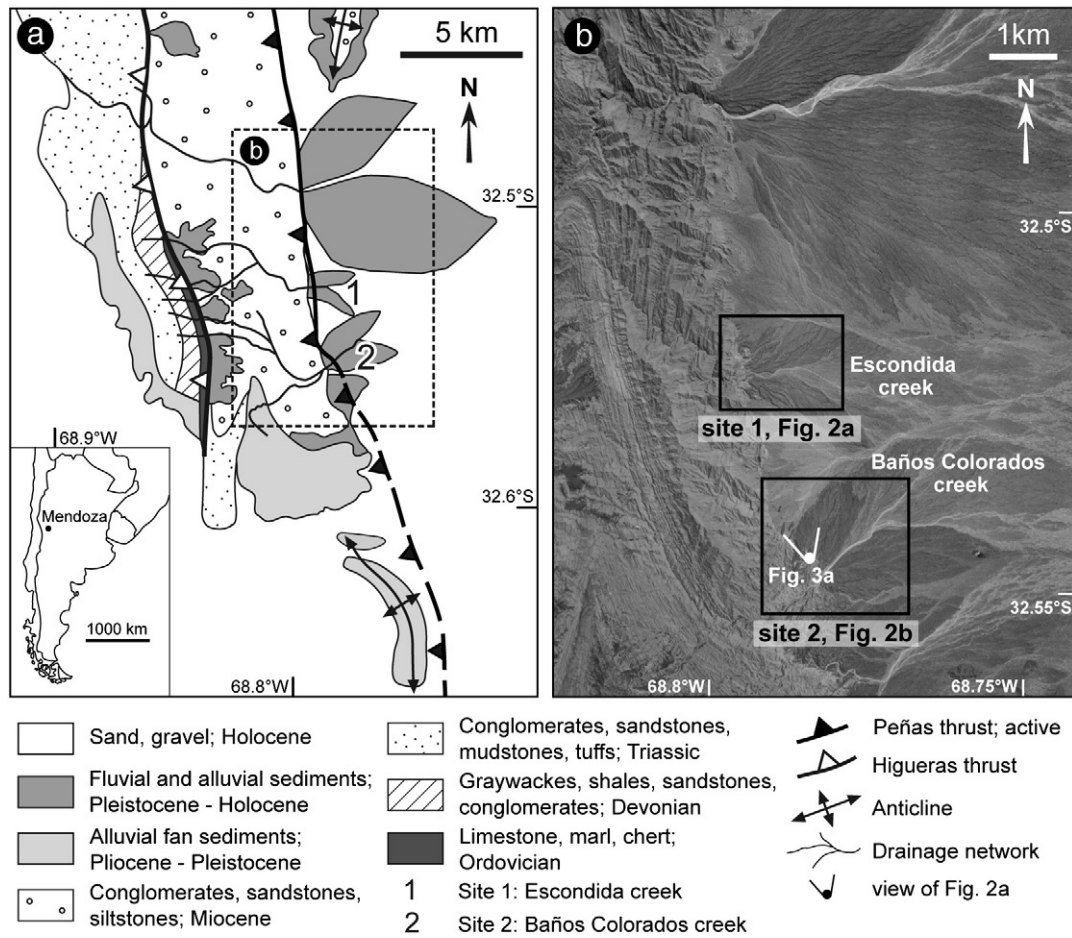 a
5 km
N
b
32.5°S
1
2
68.9°W
Mendoza
32.6°S
1000 km
68.8°W
b
1km
N
32.5°S
Escondida
creek
site 1, Fig. 2a
Baños Colorados
creek
Fig. 3a
32.55°S
site 2, Fig. 2b
68.8°W
68.75°W
Sand, gravel; Holocene
Fluvial and alluvial sediments;
Pleistocene - Holocene
Alluvial fan sediments;
Pliocene - Pleistocene
Conglomerates, sandstones,
siltstones; Miocene
Conglomerates, sandstones,
mudstones, tuffs; Triassic
Graywackes, shales, sandstones,
conglomerates; Devonian
Limestone, marl, chert;
Ordovician
1 Site 1: Escondida creek
2 Site 2: Baños Colorados creek
Peñas thrust; active
Higueras thrust
Anticline
Drainage network
view of Fig. 2a